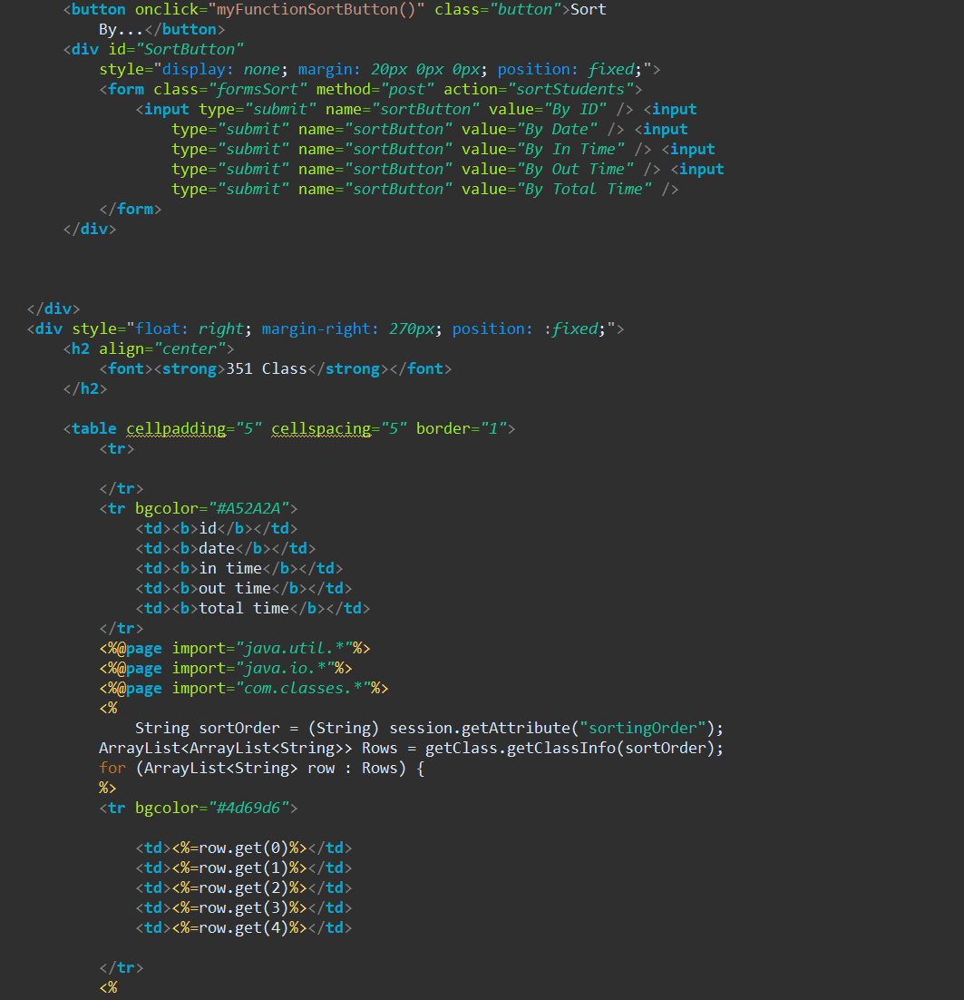 <button onclick="myFunctionSortButton()" class="button">Sort
By...</button>
<div id="SortButton"
style="display: none; margin: 20px 0px 0px; position: fixed;">
<form class="formsSort" method="post" action="sortStudents">
<input type="submit" name="sortButton" value="By ID" /> <input
type="submit" name="sortButton" value="By Date" /> <input
type="submit" name="sortButton" value="By In Time" /> <input
type="submit" name="sortButton" value="By Out Time" /> <input
type="submit" name="sortButton" value="By Total Time" />
</form>
</div>
</div>
<div style="float: right; margin-right: 270px; position: :fixed;">
<h2 align="center">
<font><strong>351 Class</strong></font>
</h2>
<table cellpadding="5" cellspacing="5" border="1">
<tr>
</tr>
<tr bgcolor="#A52A2A">
<td><b>id</b></td>
<td><b>date</b></td>
<td><b>in time</b></td>
<td><b>out time</b></td>
<td><b>total time</b></td>
</tr>
<%@page import="java.util.*"%>
<%@page import="java.io.*"%>
<%@page import="com.classes.*"%>
<%
String sortOrder = (String) session.getAttribute("sortingOrder");
ArrayList<ArrayList<String>> Rows = getClass.getClassInfo(sortOrder);
for (ArrayList<String> row : Rows) {
%>
<tr bgcolor="#4d69d6">
<td><%=row.get(0)%></td>
<td><%=row.get(1)%></td>
<td><%=row.get(2)%></td>
<td><%=row.get(3)%></td>
<td><%=row.get(4)%></td>
</tr>
<%